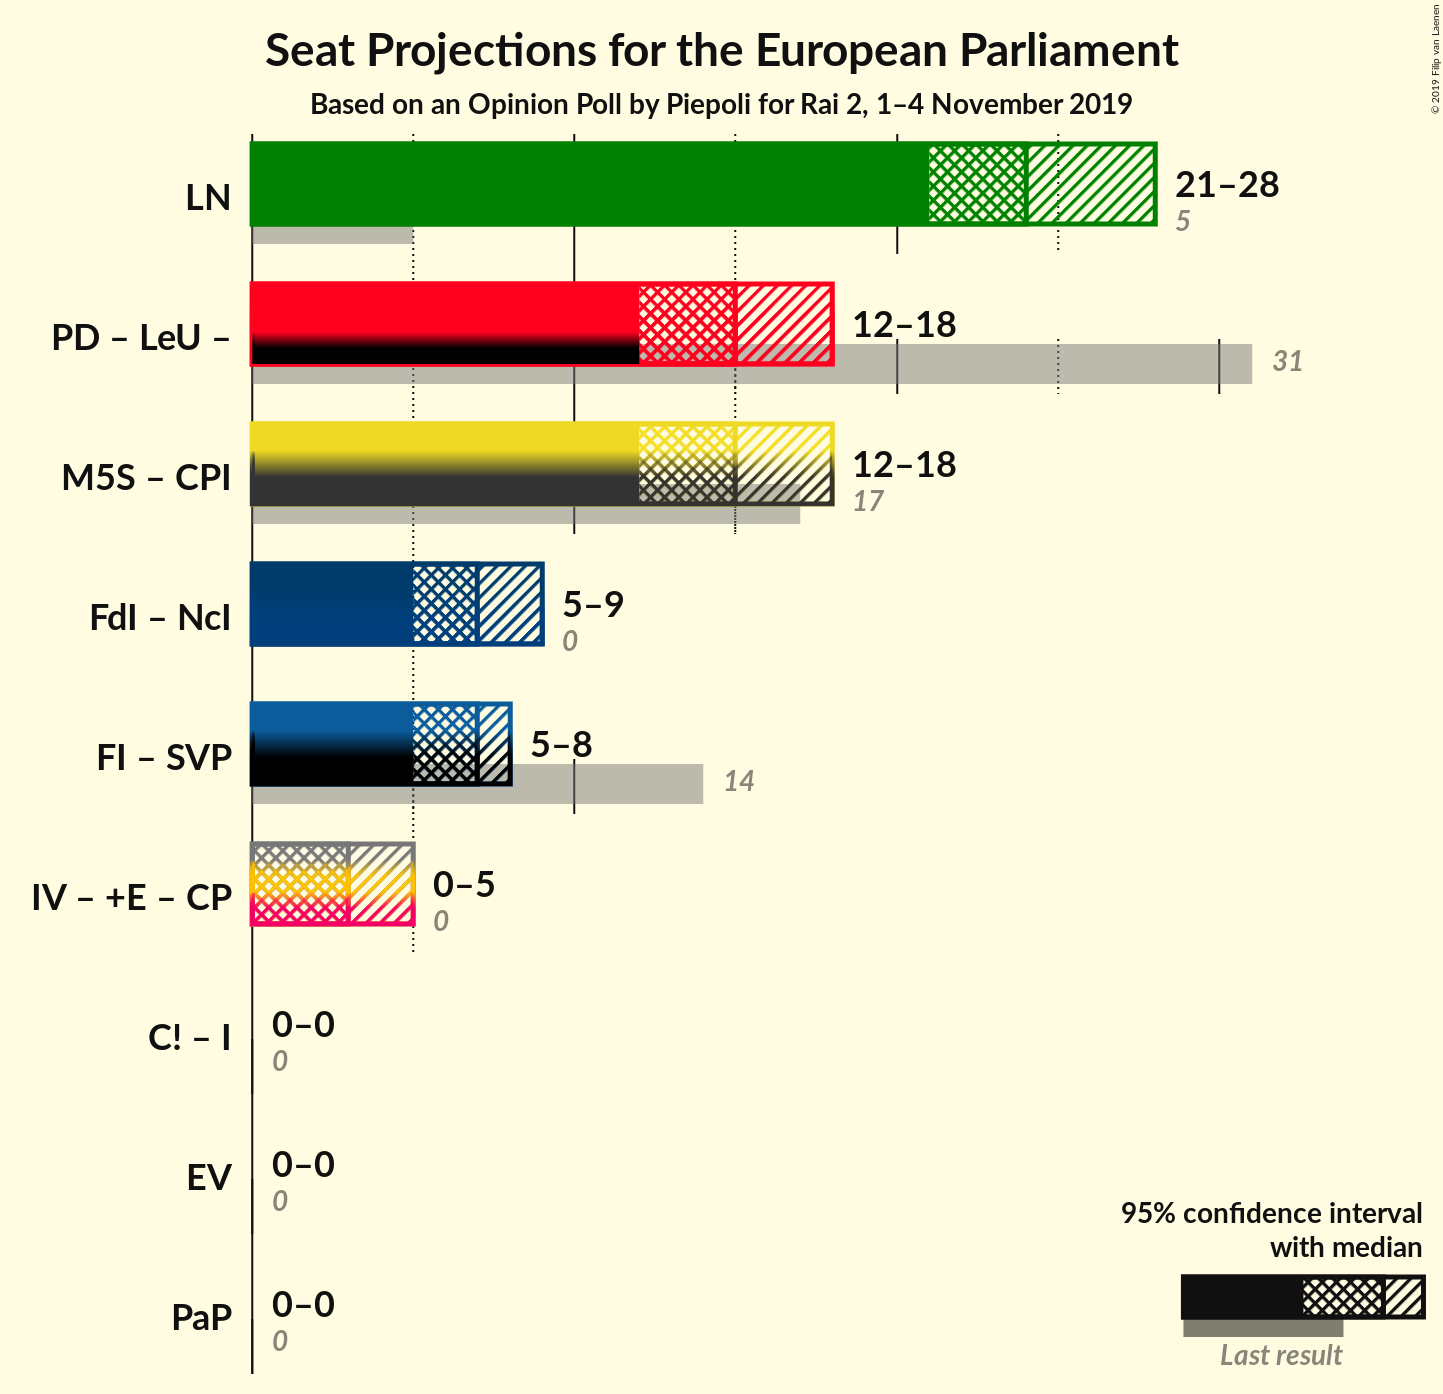 Seat Projections for the European Parliament
Based on an Opinion Poll by Piepoli for Rai 2, 1–4 November 2019
© 2019 Filip van Laenen
LN
21–28
5
PD – LeU –
12–18
31
M5S – CPI
12–18
17
FdI – NcI
5–9
0
FI – SVP
5–8
14
IV – +E – CP
0–5
0
C! – I
0–0
0
EV
0–0
0
PaP
0–0
0
95% confidence interval
with median
Last result